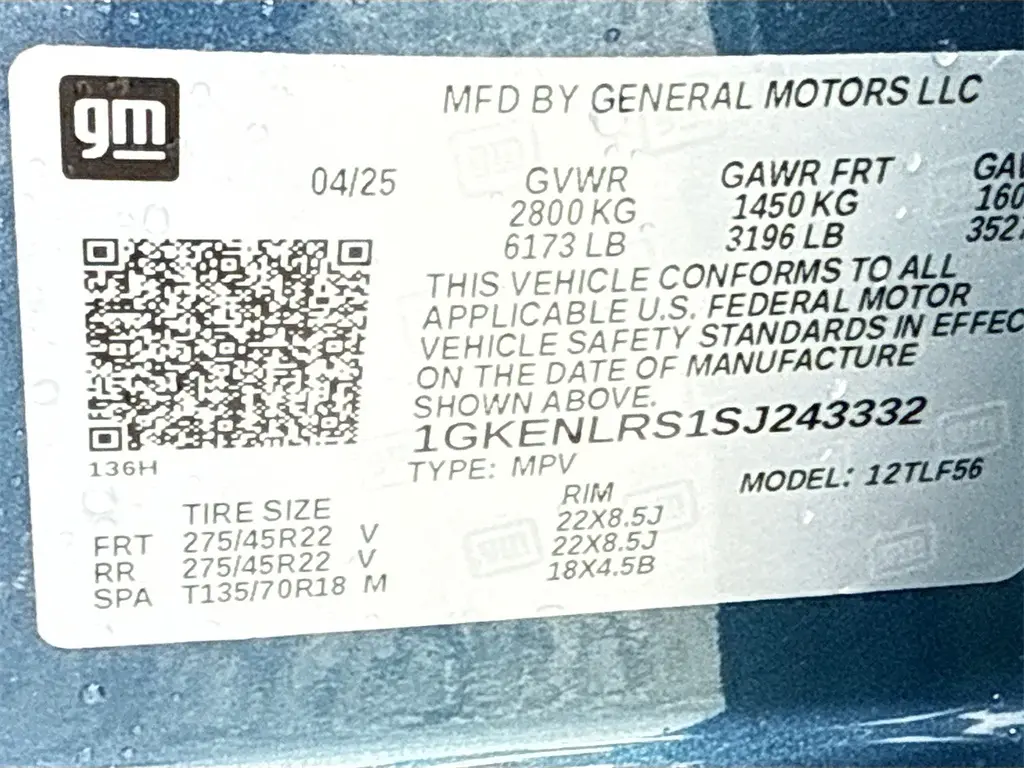 gm
MFD BY GENERAL MOTORS LLC
04/25 GVWR GAWR FRT
2800 KG 1450 KG
6173 LB 3196 LB
THIS VEHICLE CONFORMS TO ALL
APPLICABLE U.S. FEDERAL MOTOR
VEHICLE SAFETY STANDARDS IN EFFEC
ON THE DATE OF MANUFACTURE
SHOWN ABOVE.
1GKENLRS1SJ243332
136H TYPE: MPV MODEL: 12TLF56
TIRE SIZE RIM
FRT 275/45R22 V 22X8.5J
RR 275/45R22 V 22X8.5J
SPA T135/70R18 M 18X4.5B